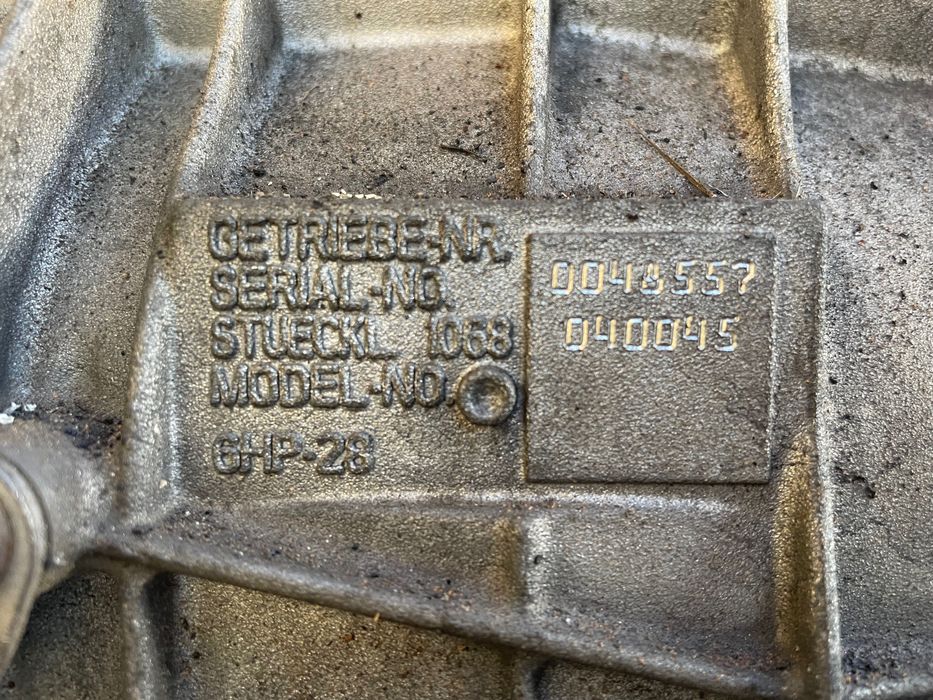 GETRIEBE-NR.
SERIAL-NO.
STUECKL. 1068
MODEL-NO.
6HP-28
0048557
040045